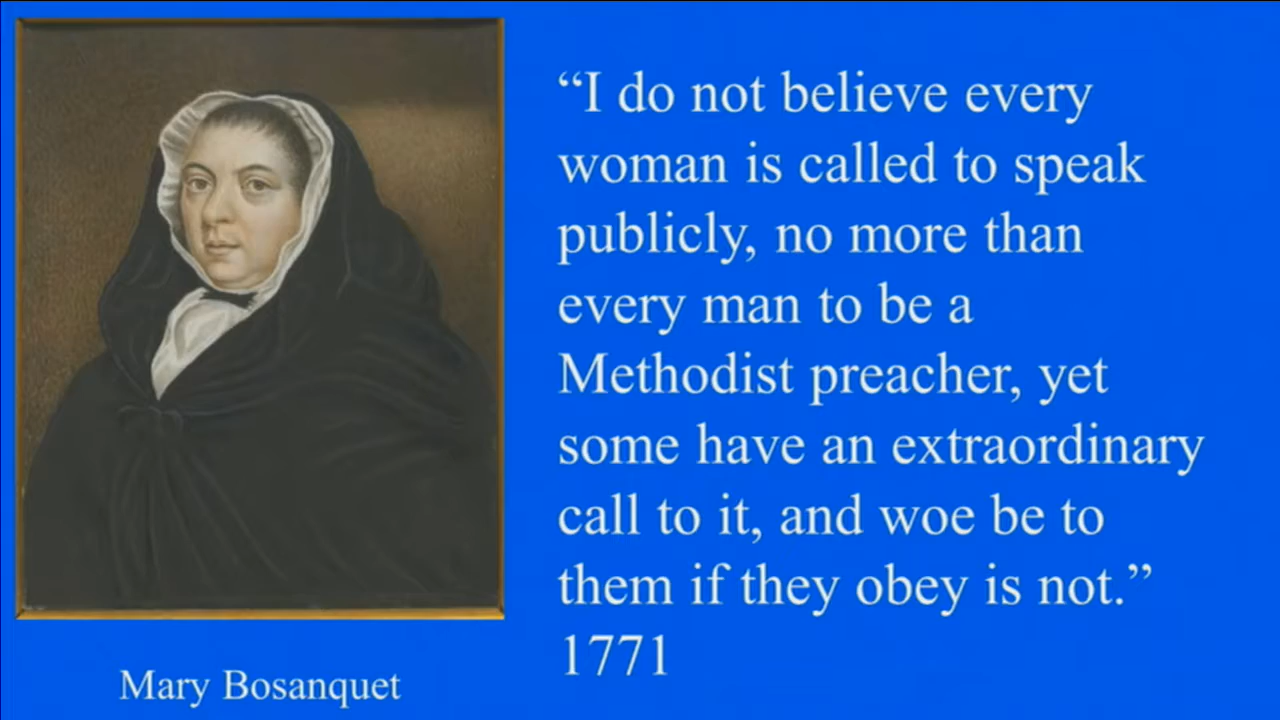 “I do not believe every
woman is called to speak
publicly, no more than
every man to be a
Methodist preacher, yet
some have an extraordinary
call to it, and woe be to
them if they obey is not.”
1771
Mary Bosanquet